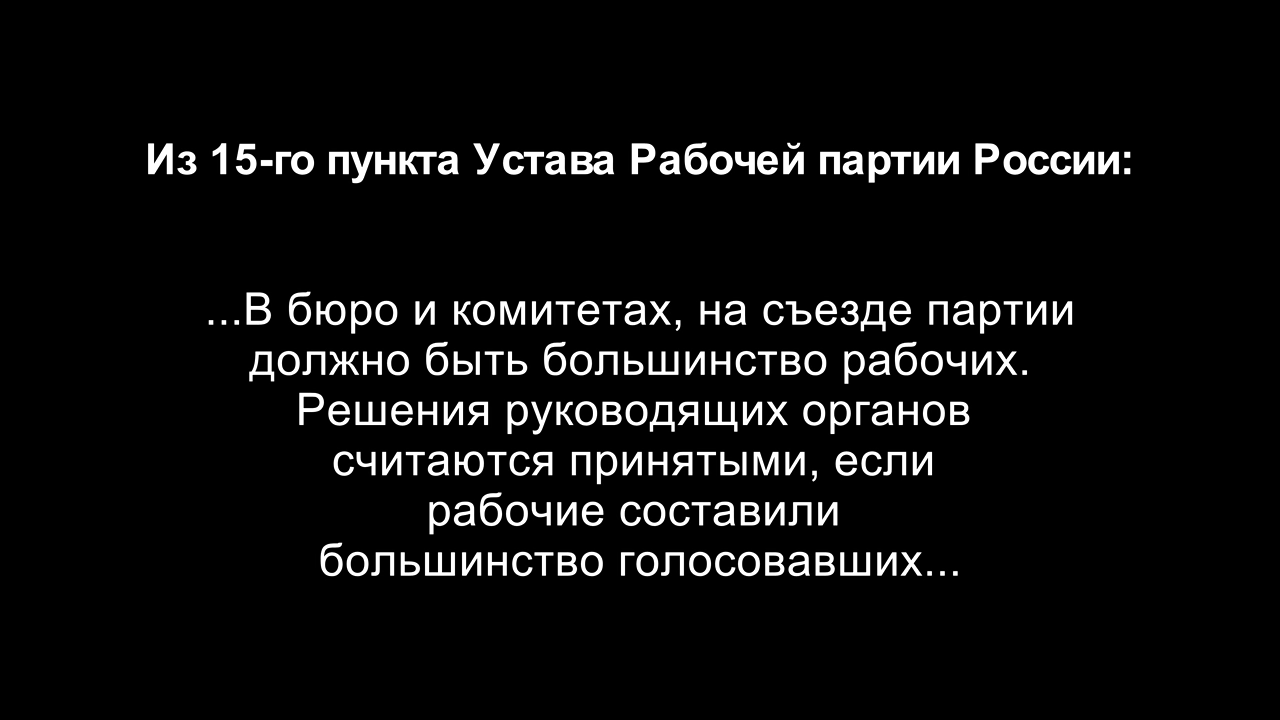 Из 15-го пункта Устава Рабочей партии России:
...В бюро и комитетах, на съезде партии
должно быть большинство рабочих.
Решения руководящих органов
считаются принятыми, если
рабочие составили
большинство голосовавших...